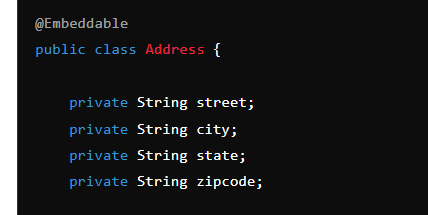 @Embeddable
public class Address {
private String street;
private String city;
private String state;
private String zipcode;